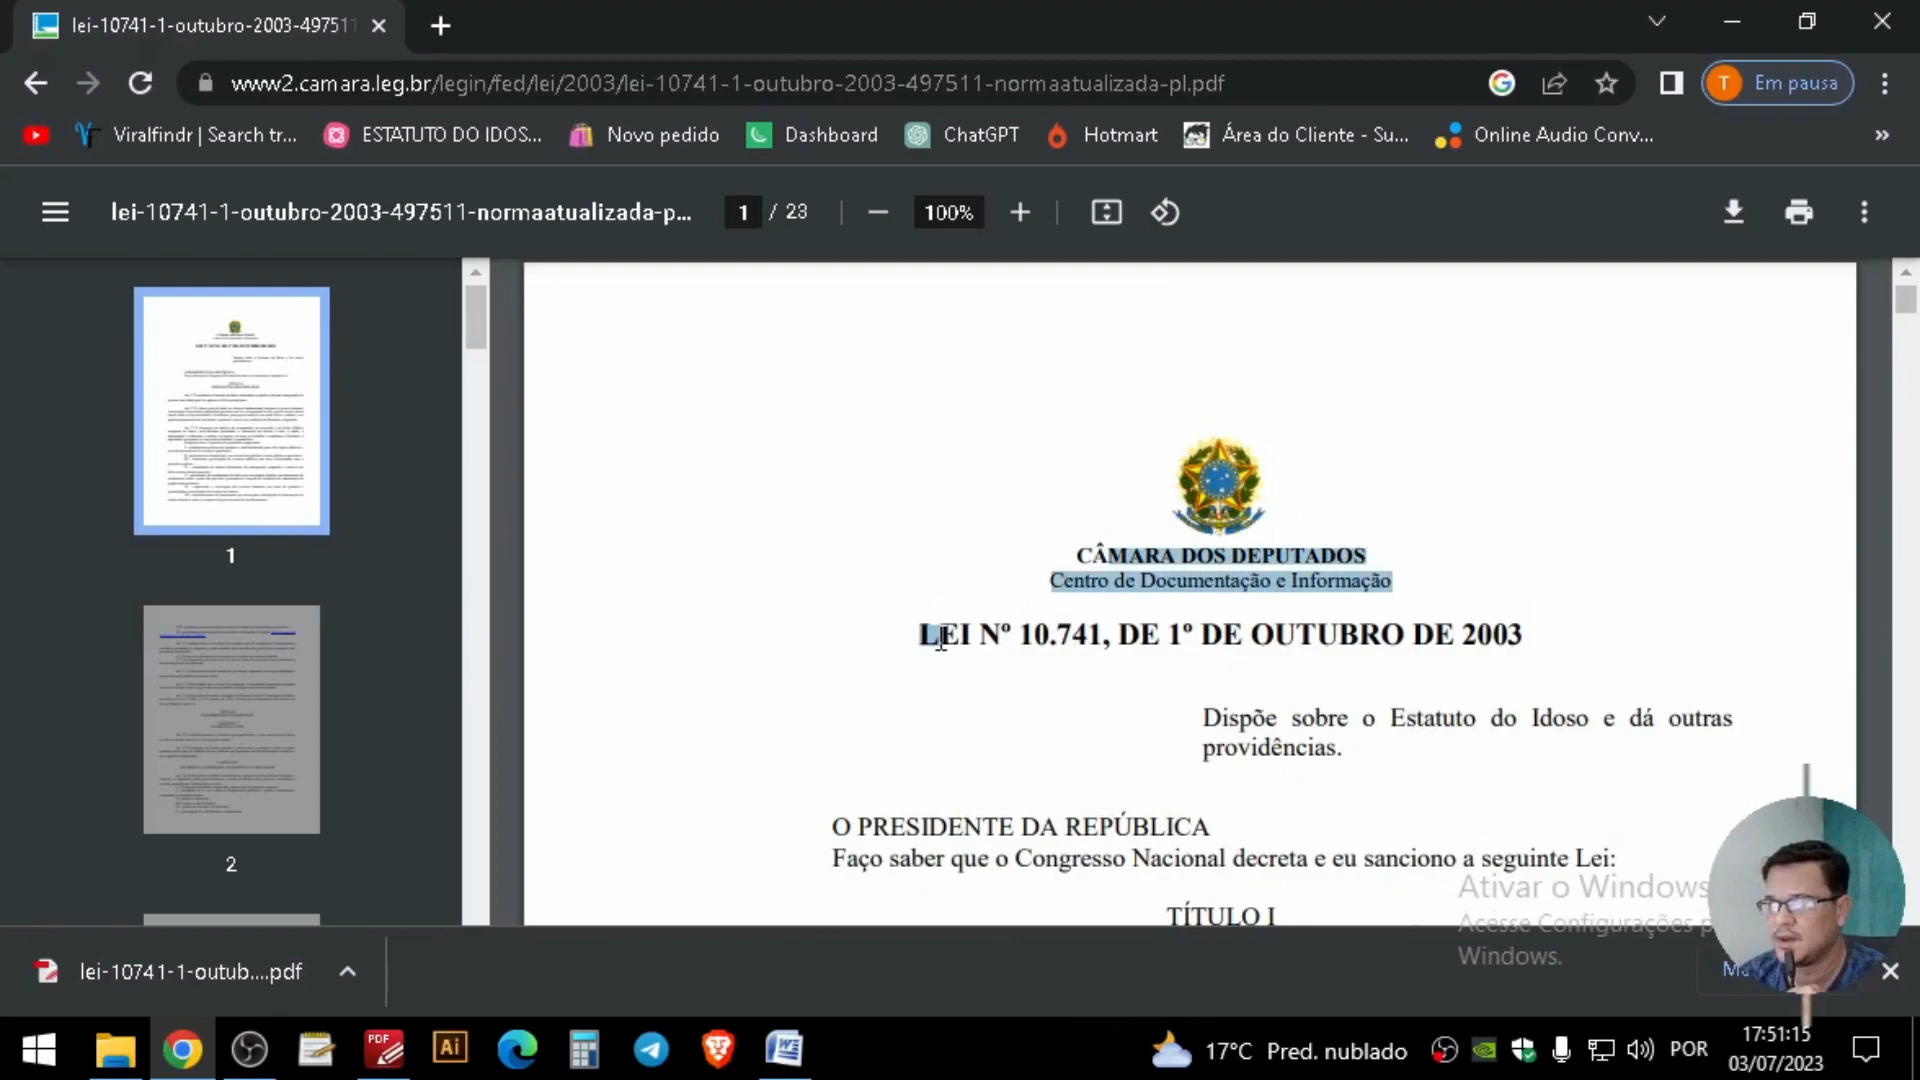 lei-10741-1-outubro-2003-497511
www2.camara.leg.br/legin/fed/lei/2003/lei-10741-1-outubro-2003-497511-normaatualizada-pl.pdf
T
Em pausa
Viralfindr | Search tr...
ESTATUTO DO IDOS...
Novo pedido
Dashboard
ChatGPT
Hotmart
Área do Cliente - Su...
Online Audio Conv...
»
lei-10741-1-outubro-2003-497511-normaatualizada-p...
1 / 23
100%
1
2
CÂMARA DOS DEPUTADOS
Centro de Documentação e Informação
LEI Nº 10.741, DE 1º DE OUTUBRO DE 2003
Dispõe sobre o Estatuto do Idoso e dá outras
providências.
O PRESIDENTE DA REPÚBLICA
Faço saber que o Congresso Nacional decreta e eu sanciono a seguinte Lei:
TÍTULO I
Ativar o Windows
Acesse Configurações p
Windows.
lei-10741-1-outub....pdf
PDF
Ai
17°C Pred. nublado
POR
17:51:15
03/07/2023